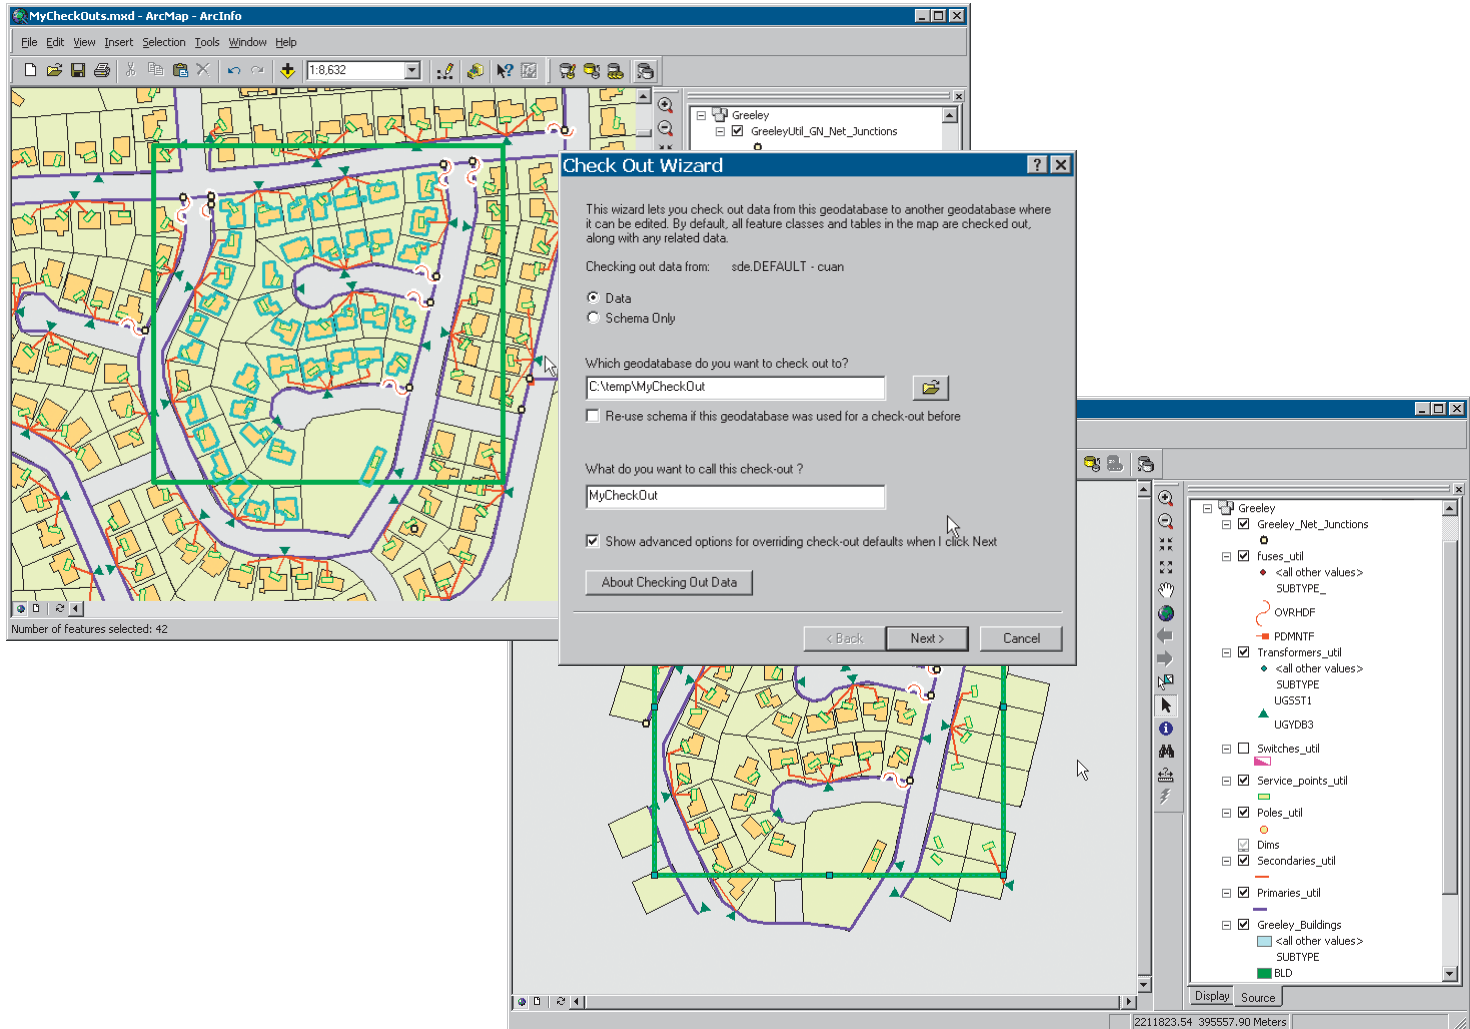 MyCheckOuts.mxd - ArcMap - ArcInfo
File Edit View Insert Selection Tools Window Help
1:8,632
Greeley
GreeleyUtil_GN_Net_Junctions
Number of features selected: 42
Check Out Wizard
This wizard lets you check out data from this geodatabase to another geodatabase where
it can be edited. By default, all feature classes and tables in the map are checked out,
along with any related data.
Checking out data from: sde.DEFAULT - cuan
Data
Schema Only
Which geodatabase do you want to check out to?
C:\temp\MyCheckOut
Re-use schema if this geodatabase was used for a check-out before
What do you want to call this check-out ?
MyCheckOut
Show advanced options for overriding check-out defaults when I click Next
About Checking Out Data
< Back
Next >
Cancel
Greeley
Greeley_Net_Junctions
fuses_util
<all other values>
SUBTYPE_
OVRHDF
PDMNTF
Transformers_util
<all other values>
SUBTYPE
UGSST1
UGYDB3
Switches_util
Service_points_util
Poles_util
Dims
Secondaries_util
Primaries_util
Greeley_Buildings
<all other values>
SUBTYPE
BLD
Display Source
2211823.54 395557.90 Meters